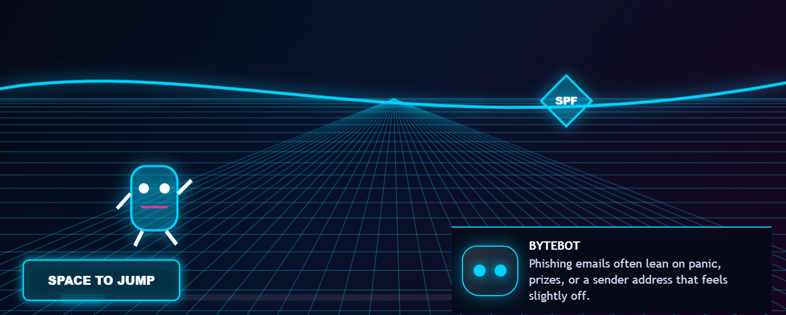 SPF
SPACE TO JUMP
BYTEBOT
Phishing emails often lean on panic,
prizes, or a sender address that feels
slightly off.